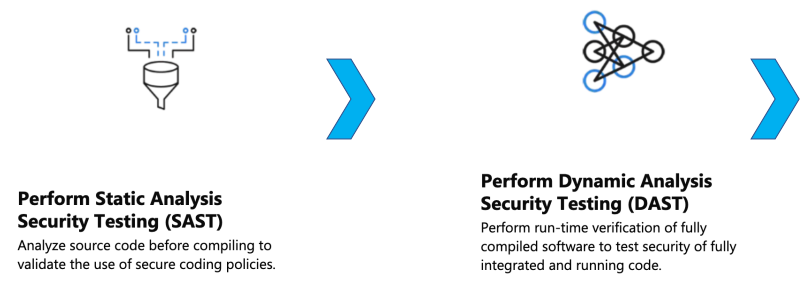 Perform Static Analysis
Security Testing (SAST)
Analyze source code before compiling to
validate the use of secure coding policies.
Perform Dynamic Analysis
Security Testing (DAST)
Perform run-time verification of fully
compiled software to test security of fully
integrated and running code.